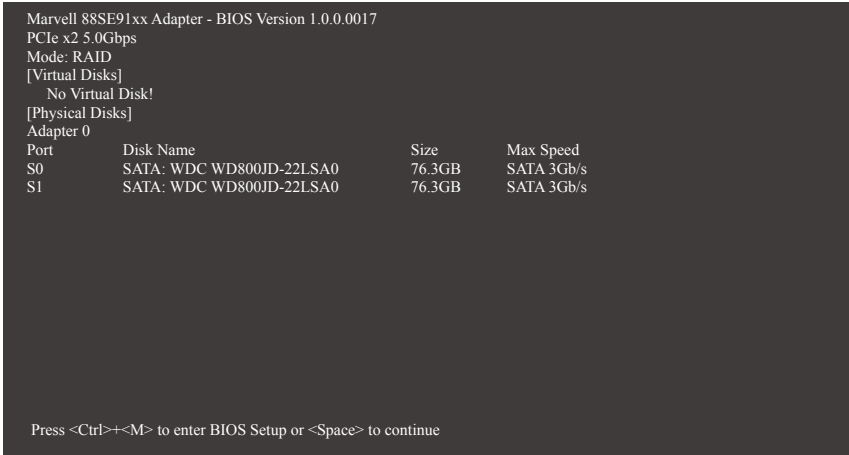 Marvell 88SE91xx Adapter - BIOS Version 1.0.0.0017
PCIe x2 5.0Gbps
Mode: RAID
[Virtual Disks]
No Virtual Disk!
[Physical Disks]
Adapter 0
Port Disk Name Size Max Speed
S0 SATA: WDC WD800JD-22LSA0 76.3GB SATA 3Gb/s
S1 SATA: WDC WD800JD-22LSA0 76.3GB SATA 3Gb/s
Press <Ctrl>+<M> to enter BIOS Setup or <Space> to continue